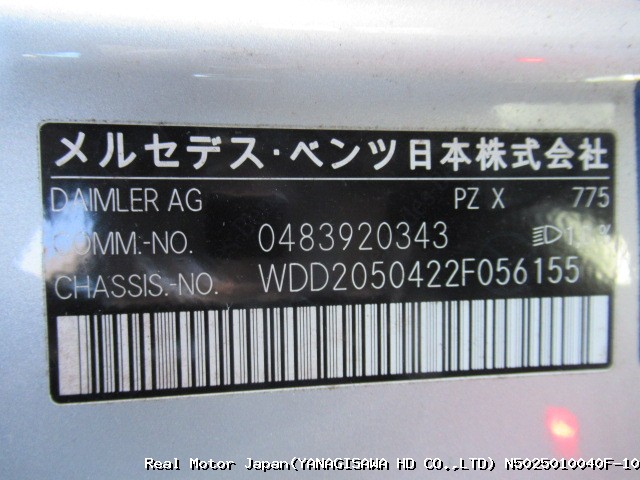 メルセデス・ベンツ日本株式会社
DAIMLER AG PZ X 775
COMM.-NO. 0483920343
CHASSIS.-NO. WDD2050422F056155
Real Motor Japan(YANAGISAWA HD CO.,LTD) N5025010040F-10